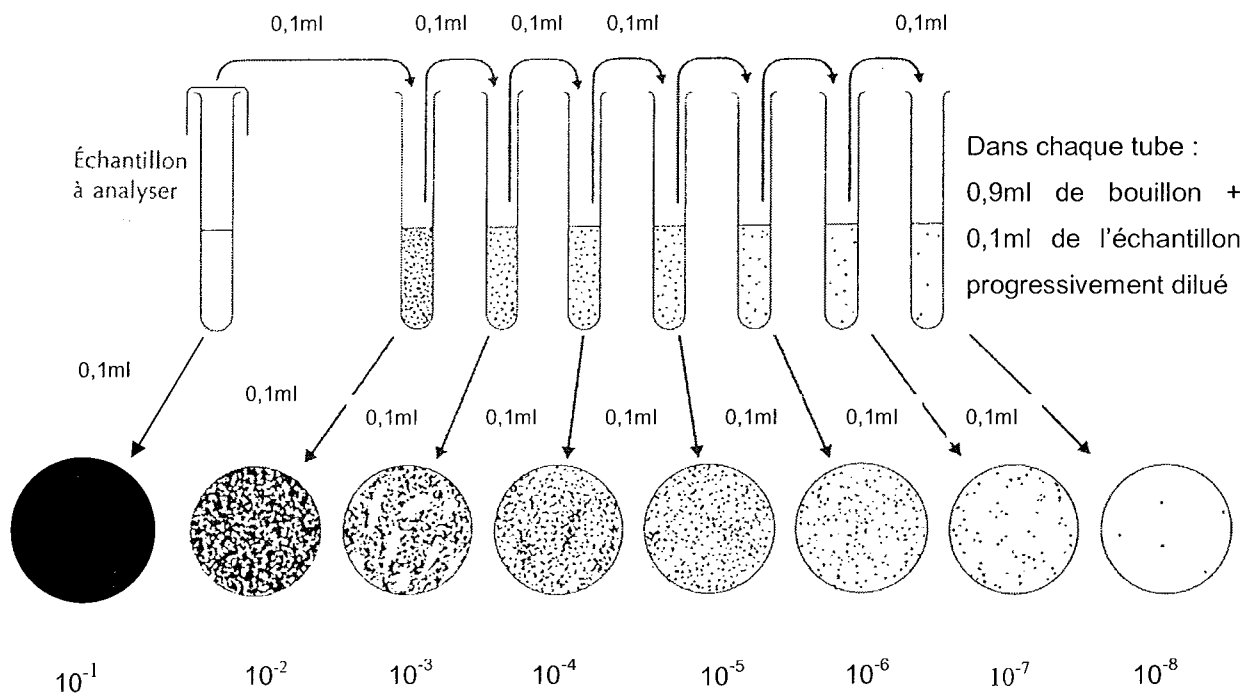 0,1ml 0,1ml 0,1ml 0,1ml 0,1ml
Échantillon
à analyser
Dans chaque tube :
0,9ml de bouillon +
0,1ml de l'échantillon
progressivement dilué
0,1ml
0,1ml
0,1ml 0,1ml 0,1ml 0,1ml 0,1ml 0,1ml
10⁻¹ 10⁻² 10⁻³ 10⁻⁴ 10⁻⁵ 10⁻⁶ 10⁻⁷ 10⁻⁸